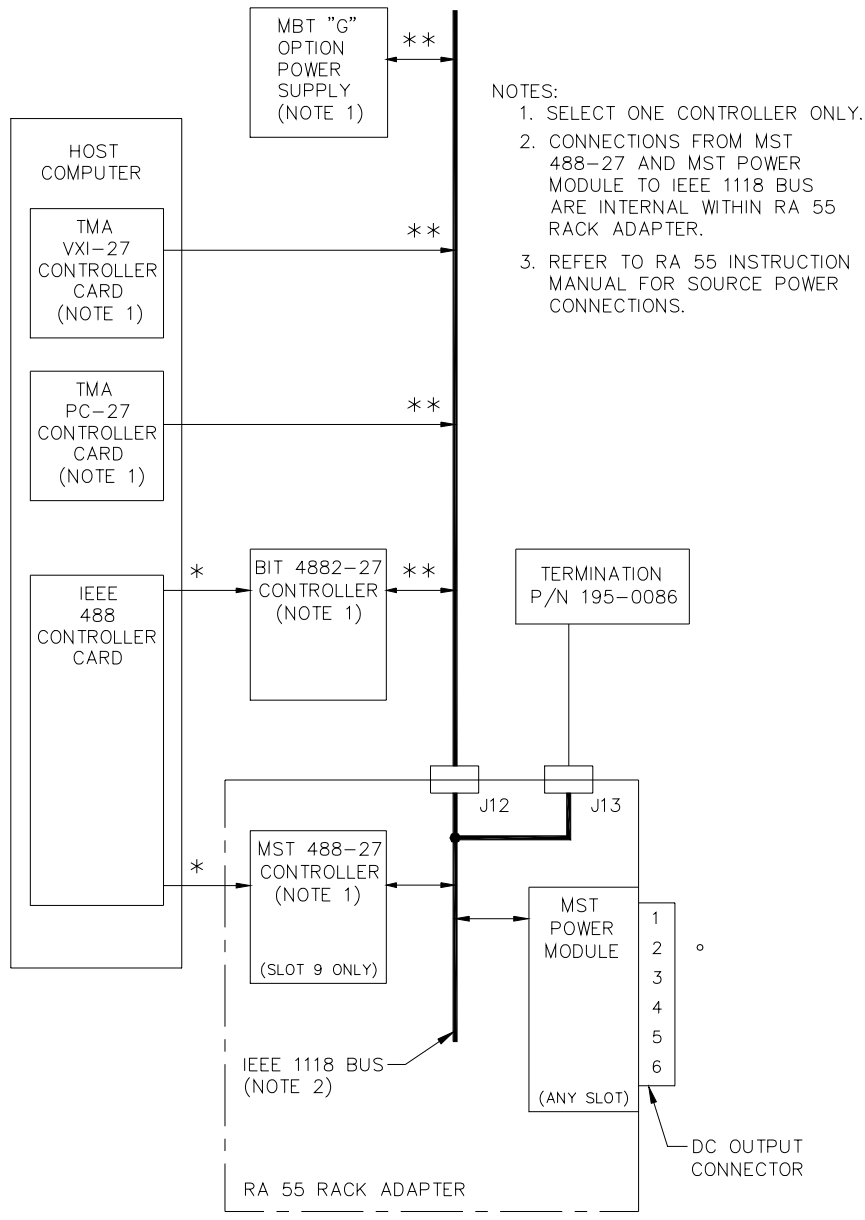 MBT "G"
OPTION
POWER
SUPPLY
(NOTE 1)
**
NOTES:
1. SELECT ONE CONTROLLER ONLY.
2. CONNECTIONS FROM MST
488-27 AND MST POWER
MODULE TO IEEE 1118 BUS
ARE INTERNAL WITHIN RA 55
RACK ADAPTER.
3. REFER TO RA 55 INSTRUCTION
MANUAL FOR SOURCE POWER
CONNECTIONS.
HOST
COMPUTER
TMA
VXI-27
CONTROLLER
CARD
(NOTE 1)
**
TMA
PC-27
CONTROLLER
CARD
(NOTE 1)
**
IEEE
488
CONTROLLER
CARD
*
BIT 4882-27
CONTROLLER
(NOTE 1)
**
TERMINATION
P/N 195-0086
J12
J13
*
MST 488-27
CONTROLLER
(NOTE 1)
(SLOT 9 ONLY)
MST
POWER
MODULE
(ANY SLOT)
1
2
3
4
5
6
IEEE 1118 BUS
(NOTE 2)
DC OUTPUT
CONNECTOR
RA 55 RACK ADAPTER